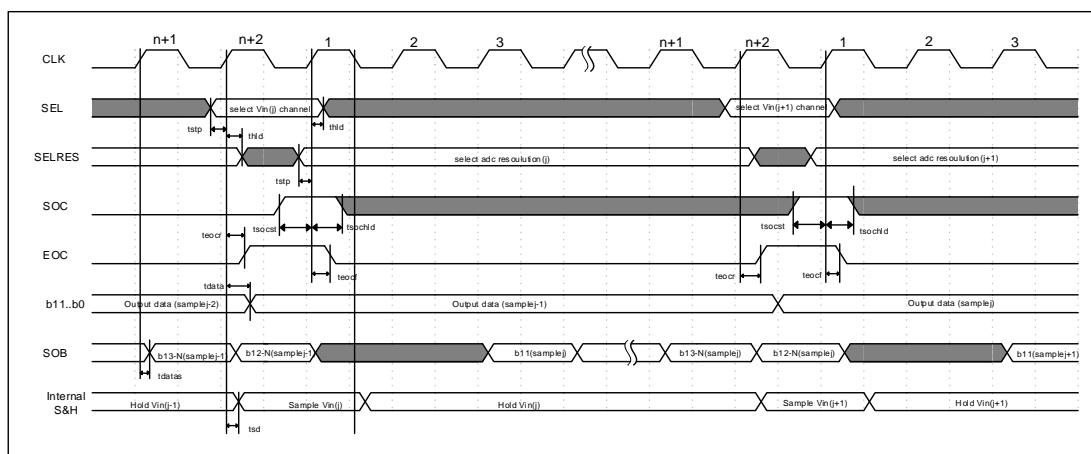 n+1 n+2 1 2 3 n+1 n+2 1 2 3
CLK
SEL select Vin(j) channel select Vin(j+1) channel
tstp thld thld
SELRES select adc resoulution(j) select adc resoulution(j+1)
tstp
SOC
tsocst tsochld tsocst tsochld
teocr
EOC
teocf teocr teocf
tdata
b11..b0 Output data (samplej-2) Output data (samplej-1) Output data (samplej)
SOB b13-N(samplej-1) b12-N(samplej-1) b11(samplej) b13-N(samplej) b12-N(samplej) b11(samplej+1)
tdatas
Internal
S&H Hold Vin(j-1) Sample Vin(j) Hold Vin(j) Sample Vin(j+1) Hold Vin(j+1)
tsd